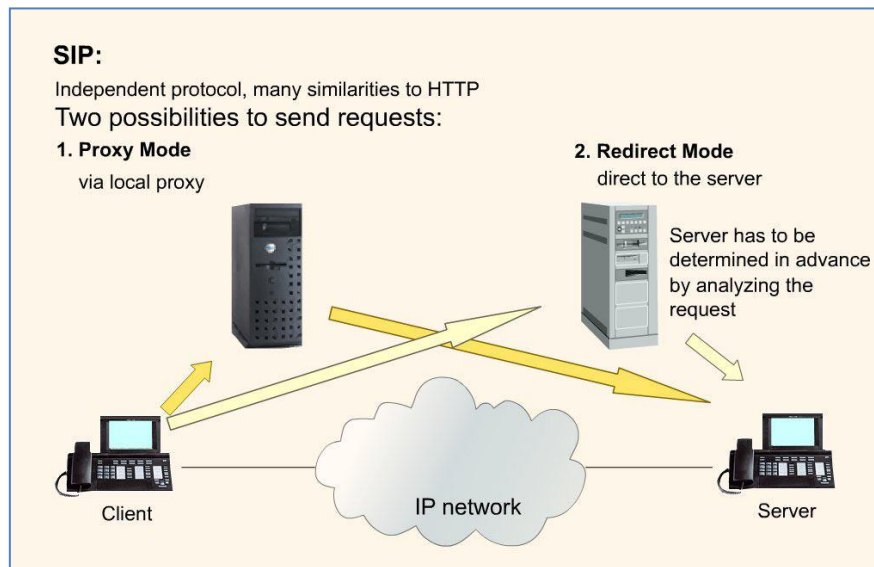 SIP:
Independent protocol, many similarities to HTTP
Two possibilities to send requests:
1. Proxy Mode
via local proxy
2. Redirect Mode
direct to the server
Server has to be
determined in advance
by analyzing the
request
Client
IP network
Server